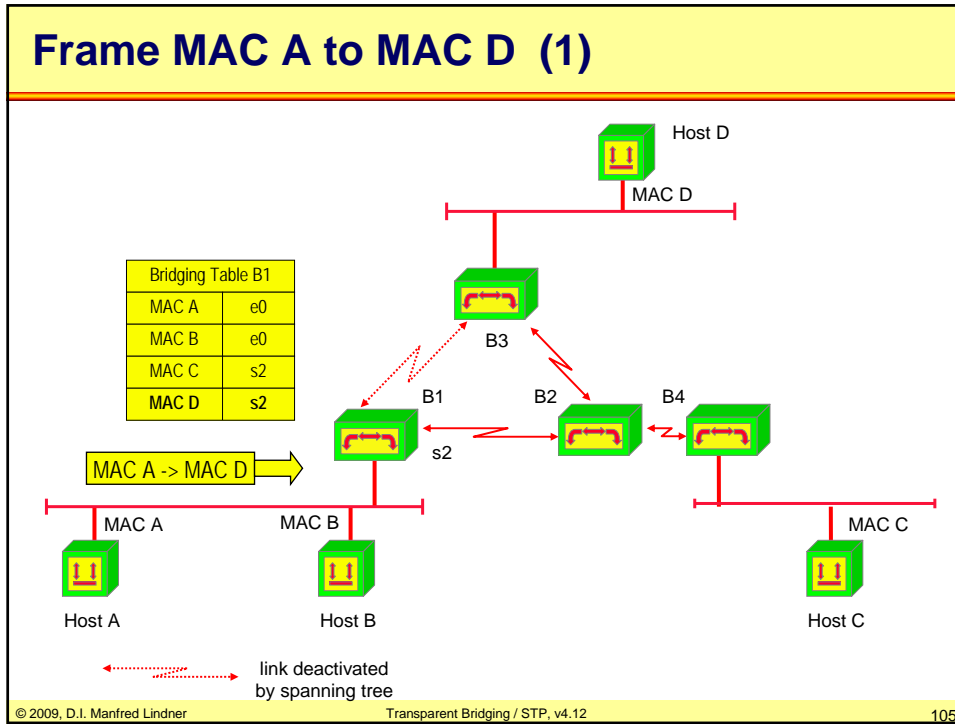 Frame MAC A to MAC D (1)
Host D
MAC D
Bridging Table B1
MAC A e0
MAC B e0
MAC C s2
MAC D s2
B3
B1
B2
B4
s2
MAC A -> MAC D
MAC A
MAC B
MAC C
Host A
Host B
Host C
link deactivated
by spanning tree
© 2009, D.I. Manfred Lindner
Transparent Bridging / STP, v4.12
105